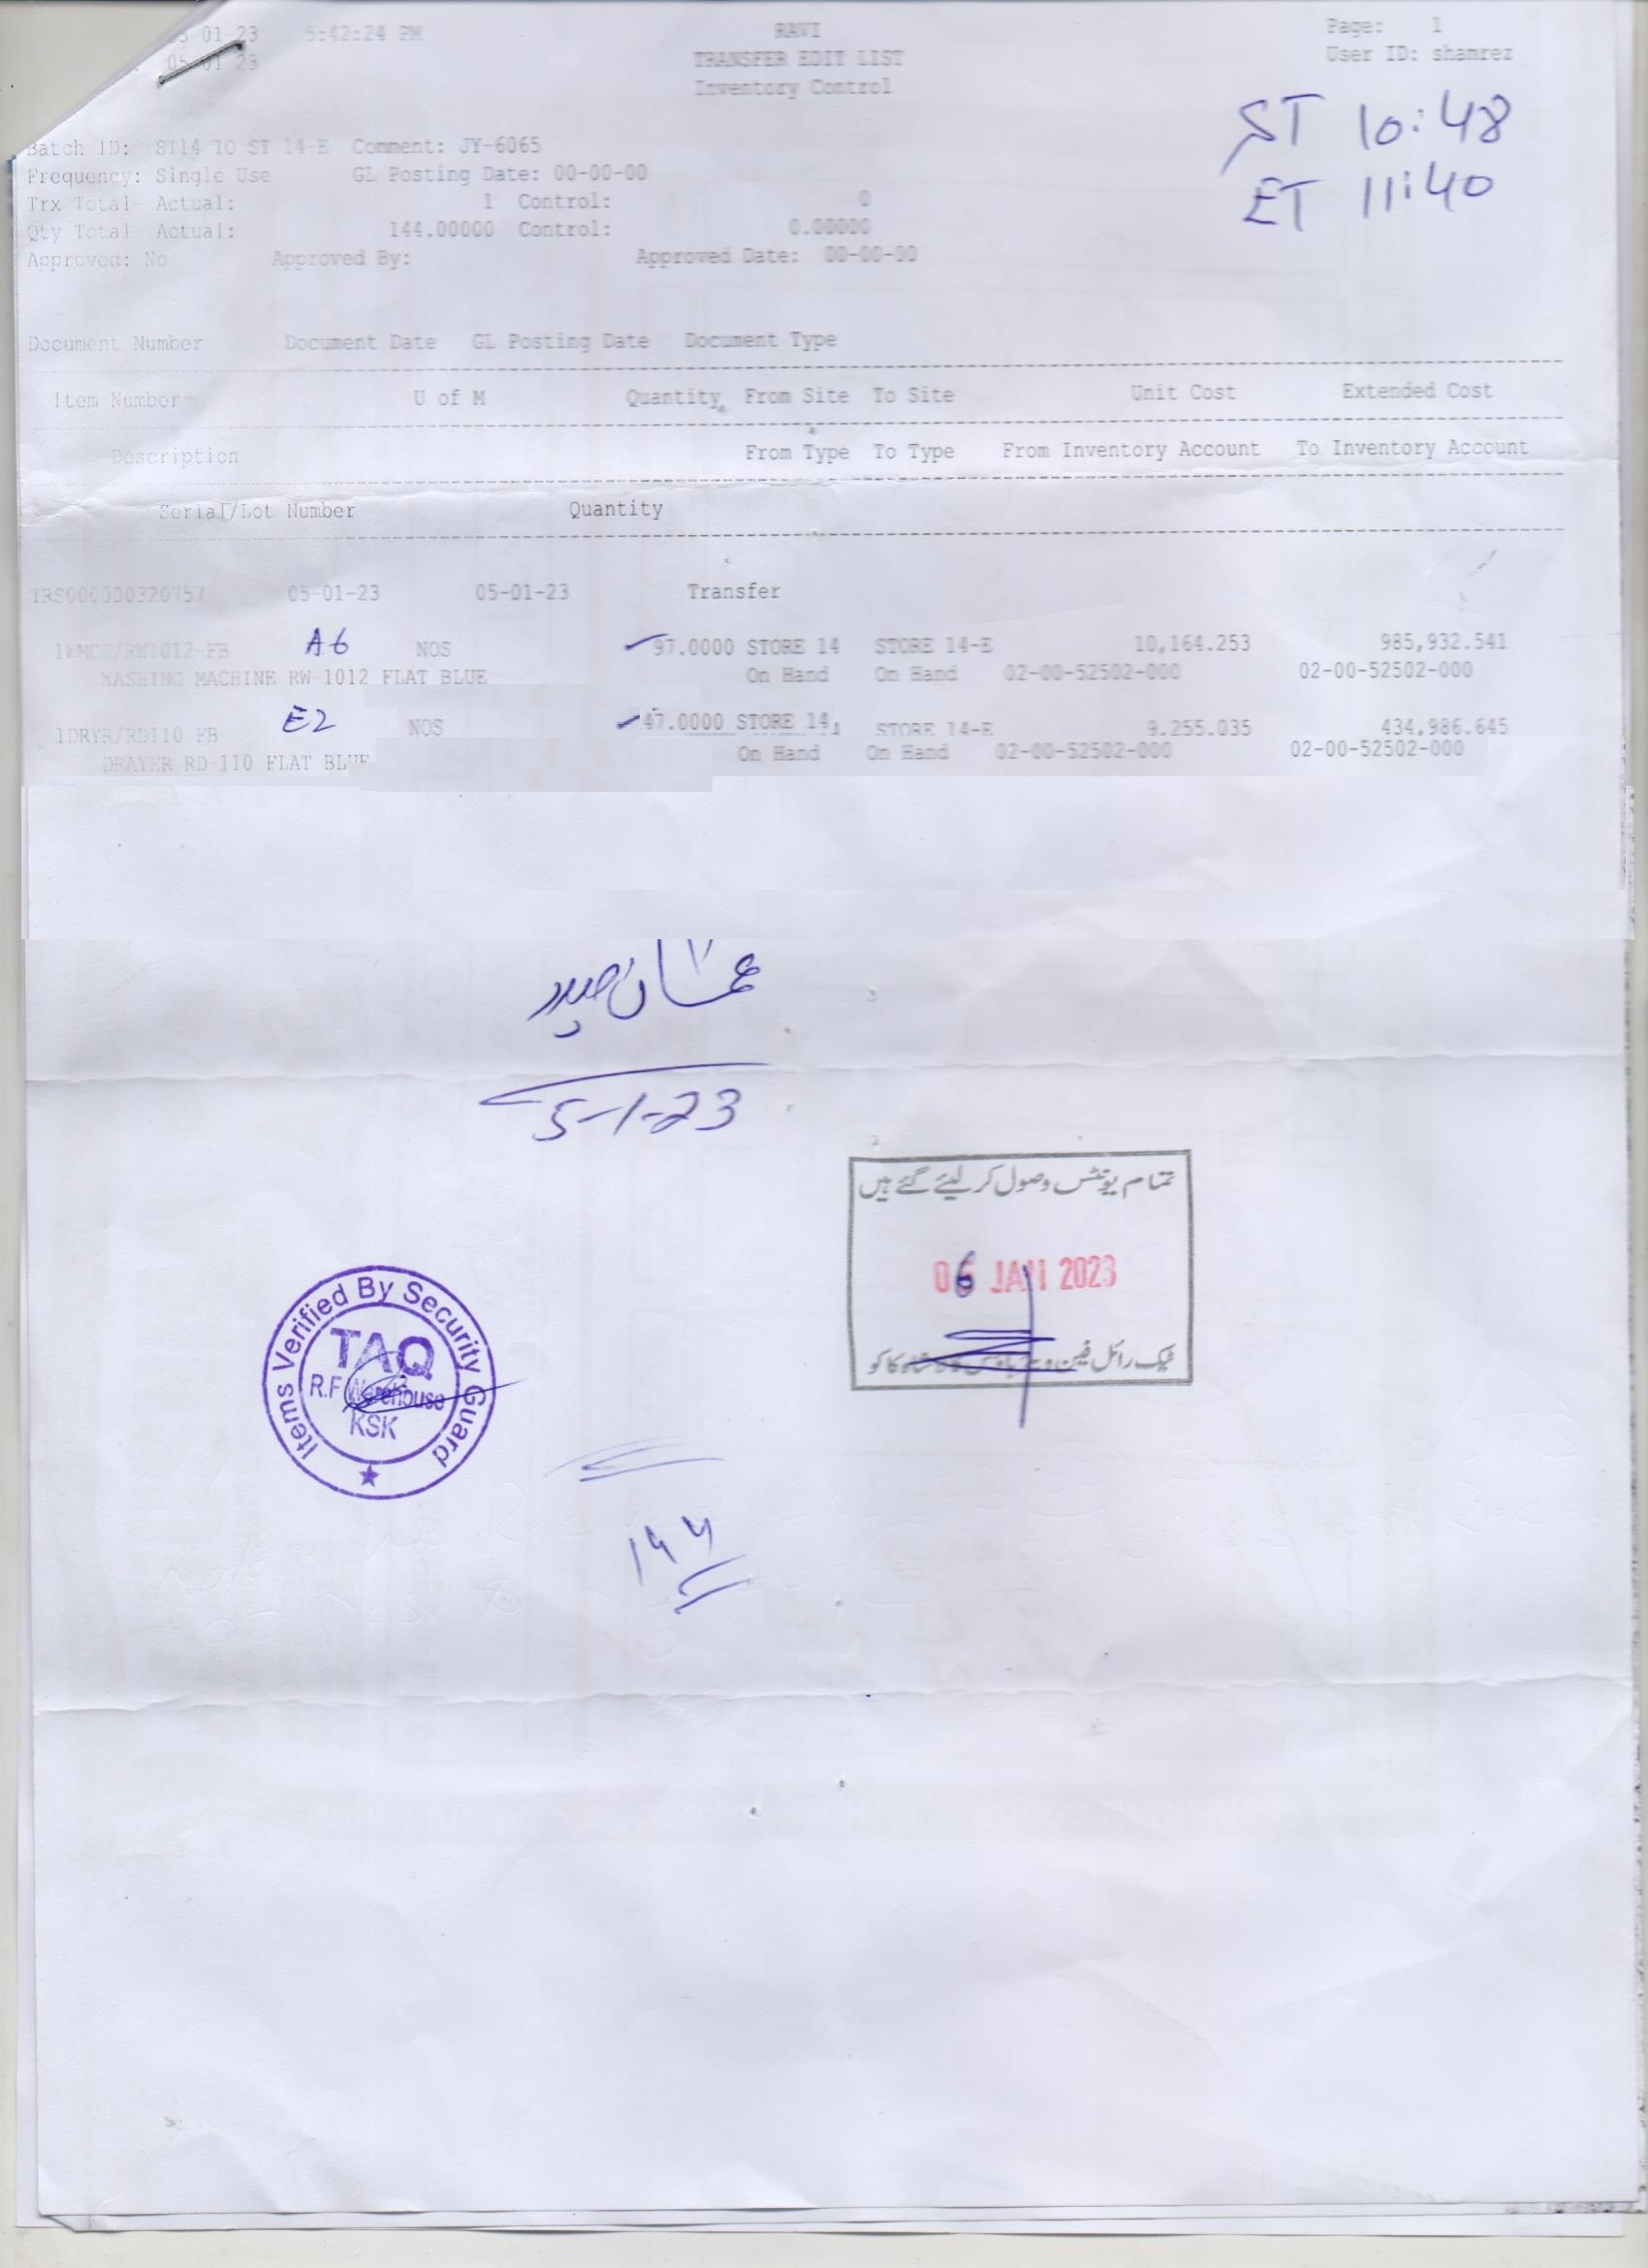 05 01 23 5:42:24 PM RAVI Page: 1
05-01 23 TRANSFER EDIT LIST User ID: shamrez
Inventory Control
ST 10:48
ET 11:40
Batch ID: ST14 TO ST 14-E Comment: JY-6065
Frequency: Single Use GL Posting Date: 00-00-00
Trx Total Actual: 1 Control: 0
Qty Total Actual: 144.00000 Control: 0.00000
Approved: No Approved By: Approved Date: 00-00-00
Document Number Document Date GL Posting Date Document Type
Item Number U of M Quantity From Site To Site Unit Cost Extended Cost
Description From Type To Type From Inventory Account To Inventory Account
Serial/Lot Number Quantity
TRS000000320757 05-01-23 05-01-23 Transfer
1WMCH/RW1012-FB A6 NOS 97.0000 STORE 14 STORE 14-E 10,164.253 985,932.541
WASHING MACHINE RW-1012 FLAT BLUE On Hand On Hand 02-00-52502-000 02-00-52502-000
1DRYR/RD110-FB E2 NOS 47.0000 STORE 14 STORE 14-E 9,255.035 434,986.645
DRAYER RD-110 FLAT BLUE On Hand On Hand 02-00-52502-000 02-00-52502-000
5-1-23
تمام یونٹس وصول کر لیئے گئے ہیں
06 JAN 2023
Items Verified By Security Guard
TAQ
R.F Warehouse
KSK
144